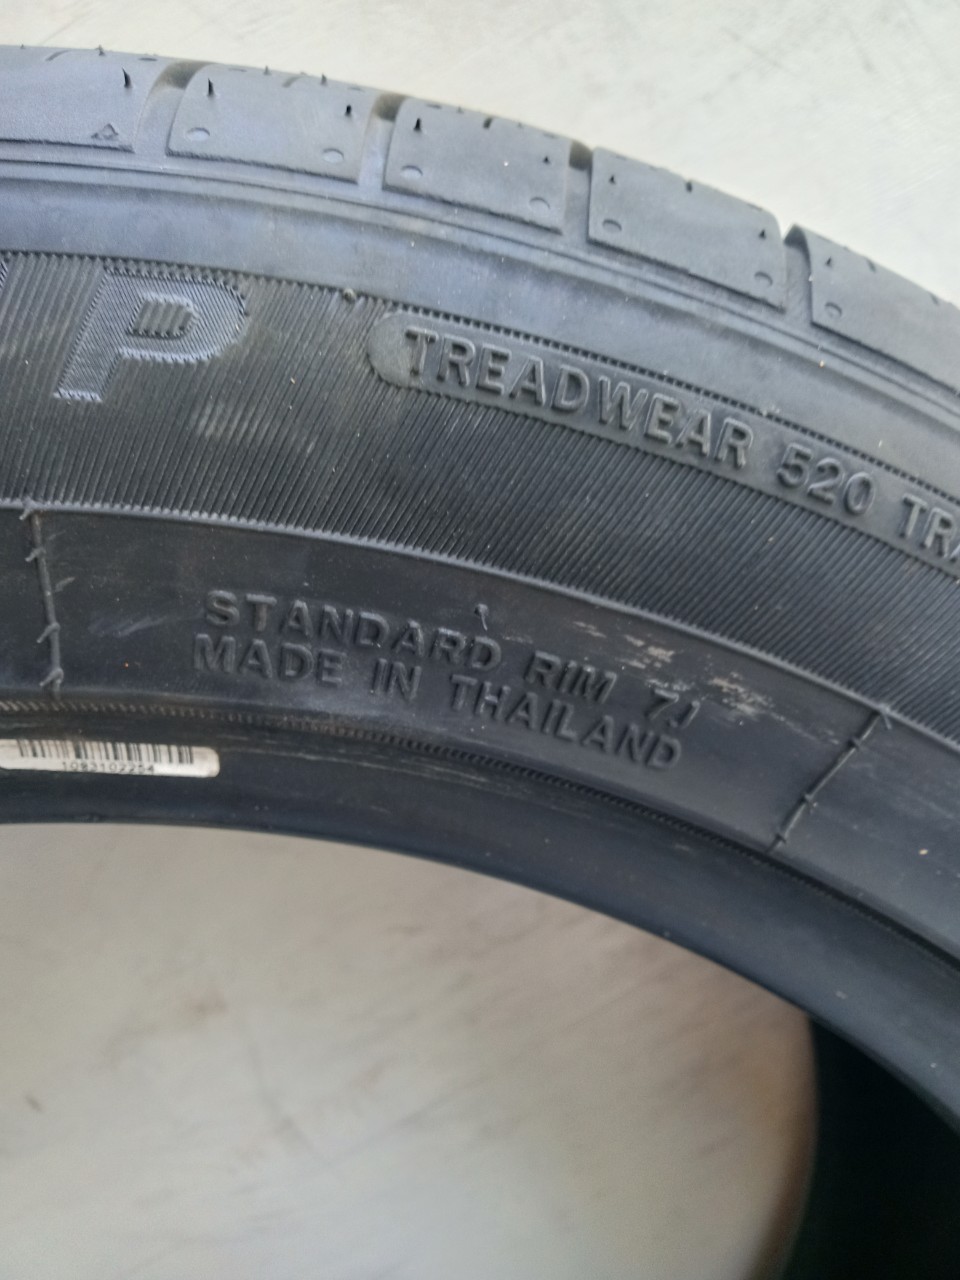 P
TREADWEAR 520
STANDARD RIM 7J
MADE IN THAILAND